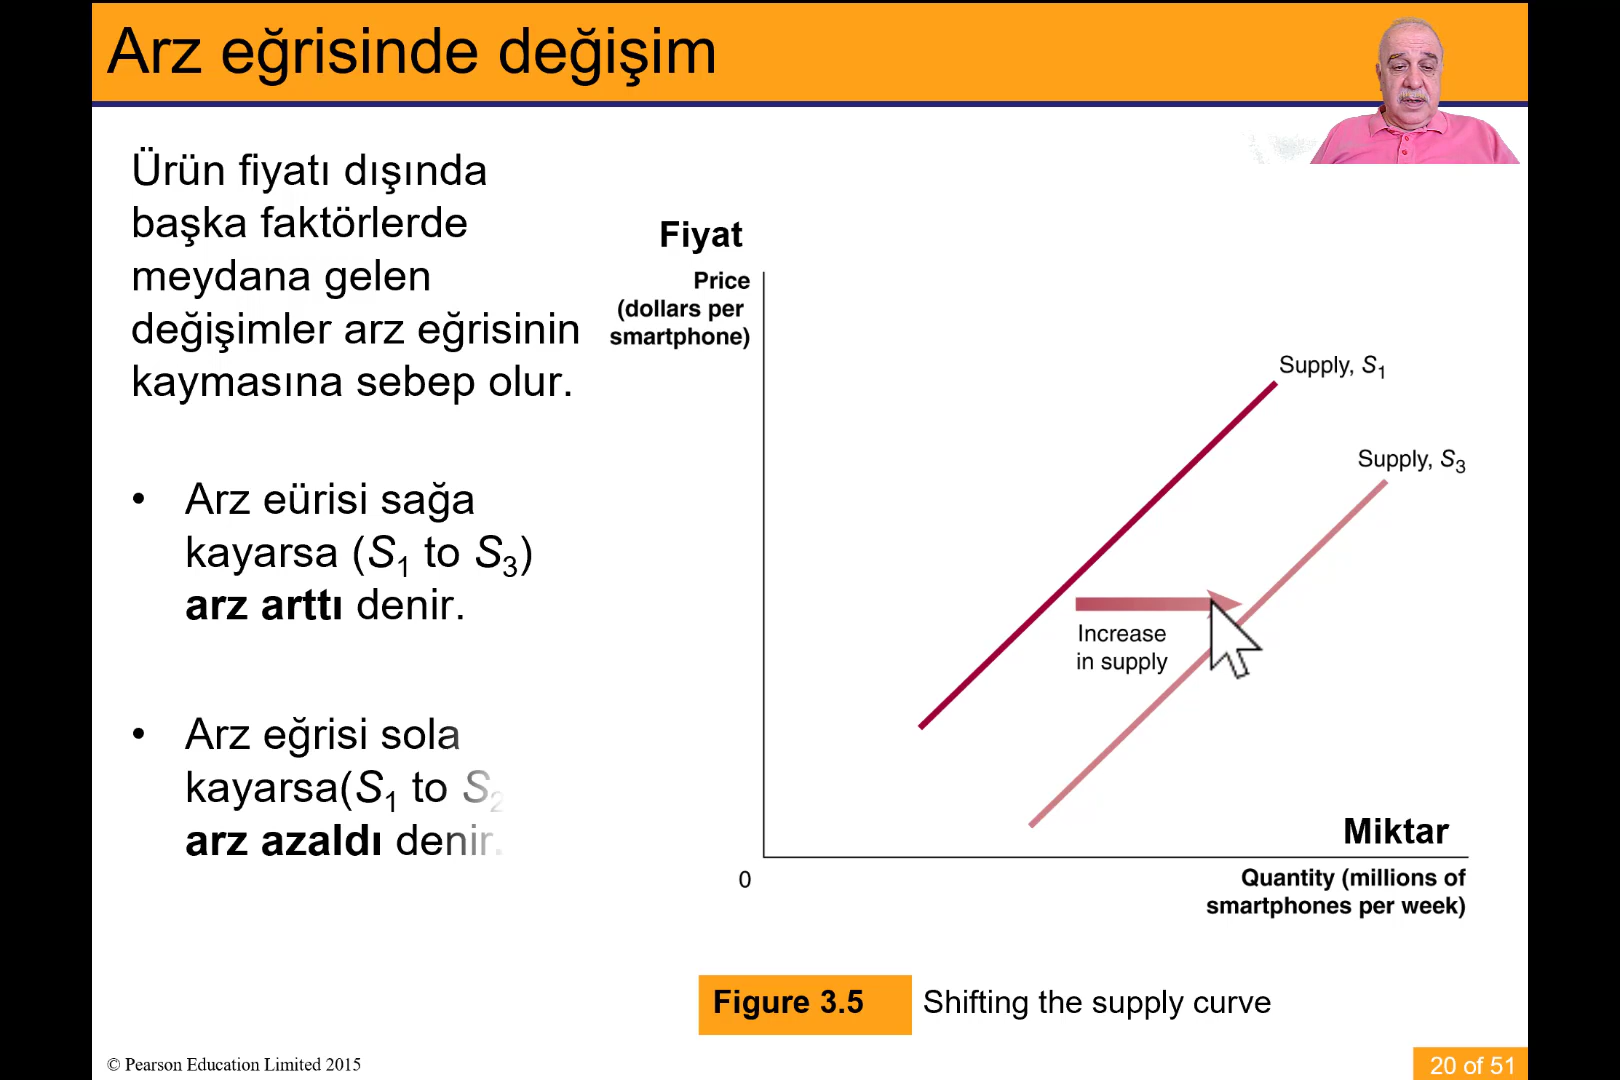 Arz eğrisinde değişim
Ürün fiyatı dışında
başka faktörlerde
meydana gelen
değişimler arz eğrisinin
kaymasına sebep olur.
• Arz eürisi sağa
kayarsa (S1 to S3)
arz arttı denir.
• Arz eğrisi sola
kayarsa(S1 to S2
arz azaldı denir.
Fiyat
Price
(dollars per
smartphone)
Supply, S1
Supply, S3
Increase
in supply
Miktar
0
Quantity (millions of
smartphones per week)
Figure 3.5 Shifting the supply curve
© Pearson Education Limited 2015
20 of 51